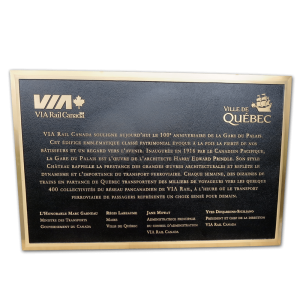 VIA
VIA Rail Canada
VILLE DE
QUÉBEC
VIA RAIL CANADA SOULIGNE AUJOURD'HUI LE 100e ANNIVERSAIRE DE LA GARE DU PALAIS.
CET ÉDIFICE EMBLÉMATIQUE CLASSÉ PATRIMONIAL ÉVOQUE À LA FOIS LA FIERTÉ DE SES
BÂTISSEURS ET UN REGARD VERS L'AVENIR. INAUGURÉE EN 1916 PAR LE CANADIEN PACIFIQUE,
LA GARE DU PALAIS EST L'ŒUVRE DE L'ARCHITECTE HARRY EDWARD PRINDLE. SON STYLE
CHÂTEAU RAPPELLE LA PRESTANCE DES GRANDES ŒUVRES ARCHITECTURALES ET REFLÈTE LE
DYNAMISME ET L'IMPORTANCE DU TRANSPORT FERROVIAIRE. CHAQUE SEMAINE, DES DIZAINES DE
TRAINS EN PARTANCE DE QUÉBEC TRANSPORTENT DES MILLIERS DE VOYAGEURS VERS LES QUELQUES
400 COLLECTIVITÉS DU RÉSEAU PANCANADIEN DE VIA RAIL, À L'HEURE OÙ LE TRANSPORT
FERROVIAIRE DE PASSAGERS REPRÉSENTE UN CHOIX SENSÉ POUR DEMAIN.
L'HONORABLE MARC GARNEAU
MINISTRE DES TRANSPORTS
GOUVERNEMENT DU CANADA
RÉGIS LABEAUME
MAIRE
VILLE DE QUÉBEC
JANE MOWAT
ADMINISTRATRICE PRINCIPALE
DU CONSEIL D'ADMINISTRATION
VIA RAIL CANADA
YVES DESJARDINS-SICILIANO
PRÉSIDENT ET CHEF DE LA DIRECTION
VIA RAIL CANADA